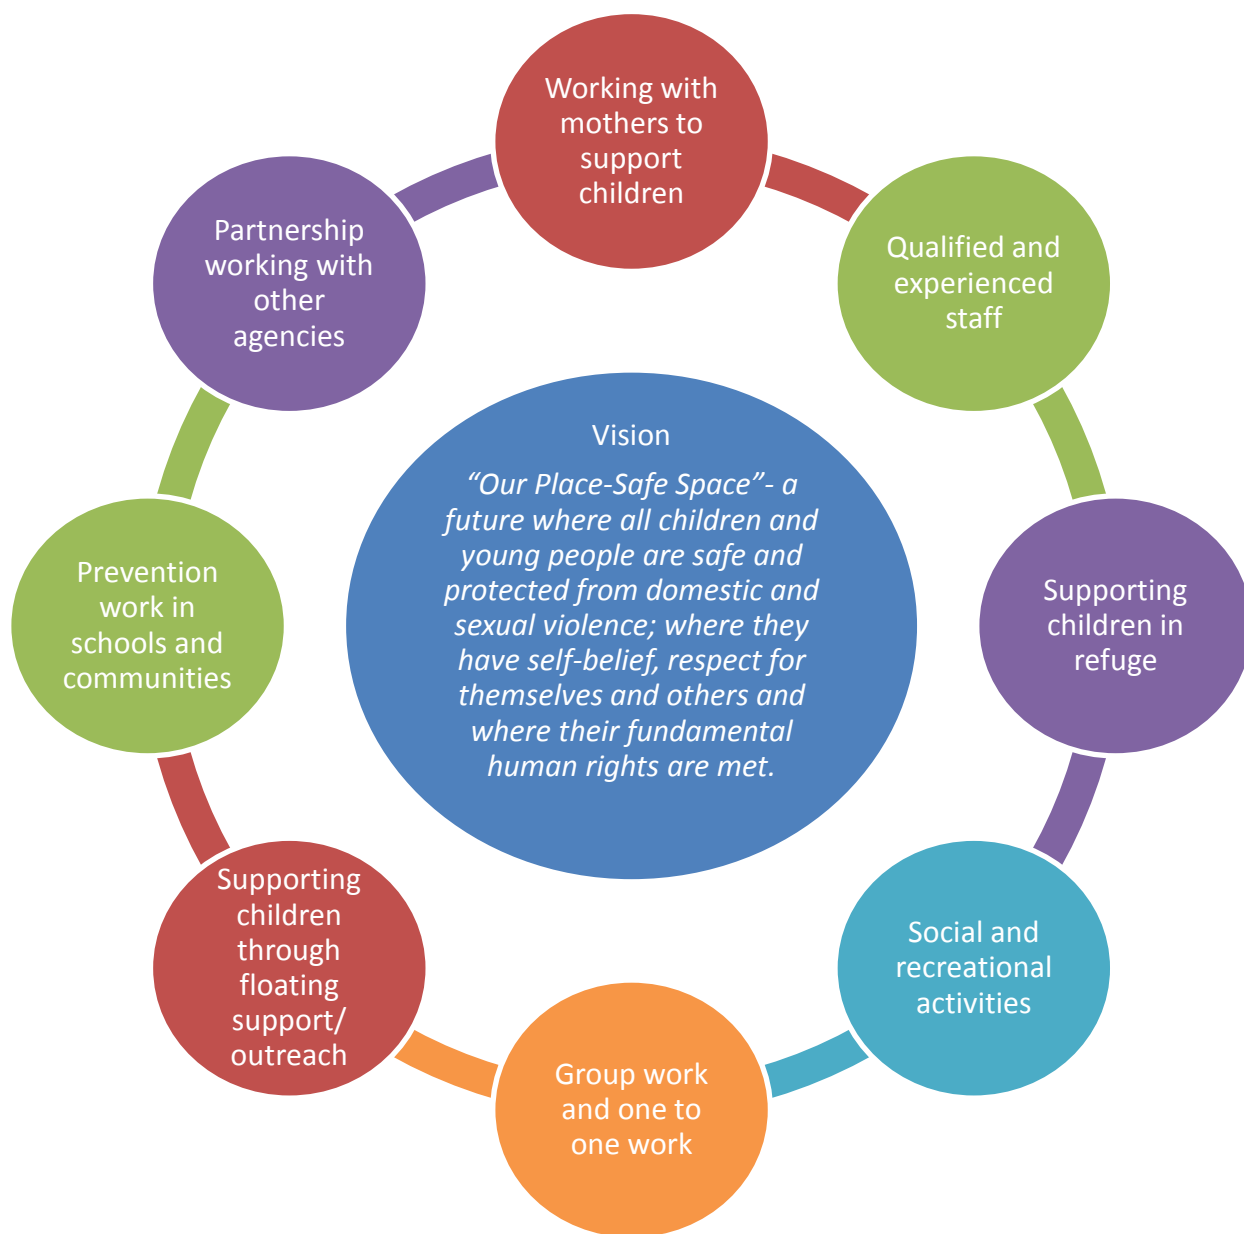 Working with
mothers to
support
children
Qualified and
experienced
staff
Supporting
children in
refuge
Social and
recreational
activities
Group work
and one to
one work
Supporting
children
through
floating
support/
outreach
Prevention
work in
schools and
communities
Partnership
working with
other
agencies
Vision
“Our Place-Safe Space”- a
future where all children and
young people are safe and
protected from domestic and
sexual violence; where they
have self-belief, respect for
themselves and others and
where their fundamental
human rights are met.